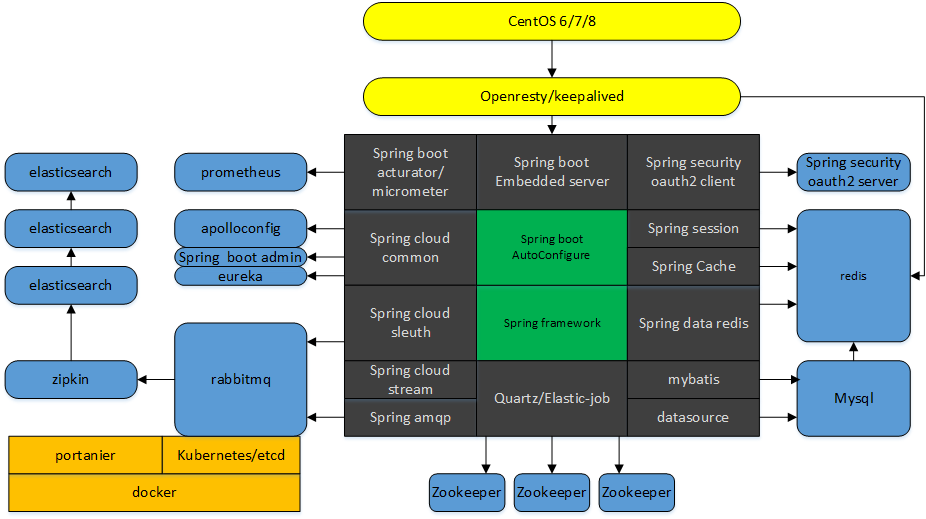 CentOS 6/7/8
Openresty/keepalived
Spring boot
acturator/
micrometer
Spring boot
Embedded server
Spring security
oauth2 client
elasticsearch
prometheus
Spring security
oauth2 server
elasticsearch
apolloconfig
Spring cloud
common
Spring boot
AutoConfigure
Spring session
Spring boot admin
eureka
Spring Cache
redis
elasticsearch
Spring cloud
sleuth
Spring framework
Spring data redis
zipkin
rabbitmq
Spring cloud
stream
Spring amqp
Quartz/Elastic-job
mybatis
datasource
Mysql
portanier
Kubernetes/etcd
docker
Zookeeper
Zookeeper
Zookeeper